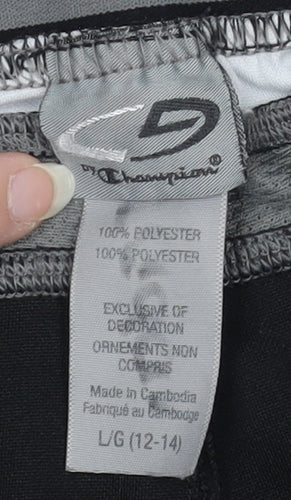 by Champion®
100% POLYESTER
100% POLYESTER
EXCLUSIVE OF
DECORATION
ORNEMENTS NON
COMPRIS
Made in Cambodia
Fabriqué au Cambodge
L/G (12-14)